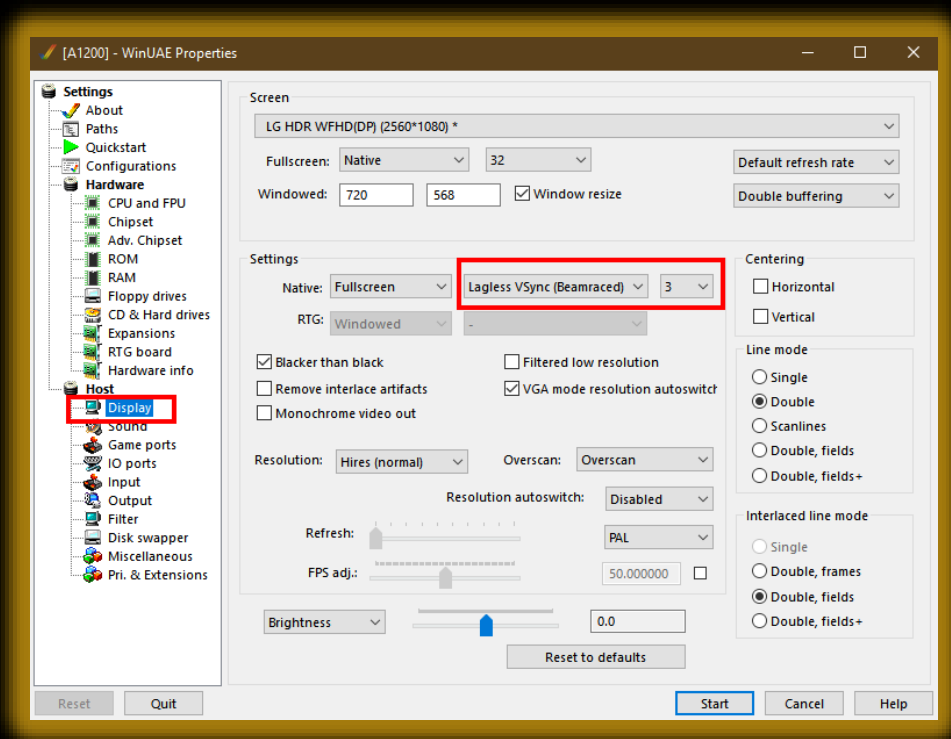 [A1200] - WinUAE Properties
Settings
About
Paths
Quickstart
Configurations
Hardware
CPU and FPU
Chipset
Adv. Chipset
ROM
RAM
Floppy drives
CD & Hard drives
Expansions
RTG board
Hardware info
Host
Display
Sound
Game ports
IO ports
Input
Output
Filter
Disk swapper
Miscellaneous
Pri. & Extensions
Screen
LG HDR WFHD(DP) (2560*1080) *
Fullscreen: Native 32 Default refresh rate
Windowed: 720 568 Window resize Double buffering
Settings
Native: Fullscreen Lagless VSync (Beamraced) 3
RTG: Windowed -
Blacker than black Filtered low resolution
Remove interlace artifacts VGA mode resolution autoswitch
Monochrome video out
Resolution: Hires (normal) Overscan: Overscan
Resolution autoswitch: Disabled
Refresh: PAL
FPS adj.: 50.000000
Brightness 0.0
Reset to defaults
Centering
Horizontal
Vertical
Line mode
Single
Double
Scanlines
Double, fields
Double, fields+
Interlaced line mode
Single
Double, frames
Double, fields
Double, fields+
Reset Quit Start Cancel Help